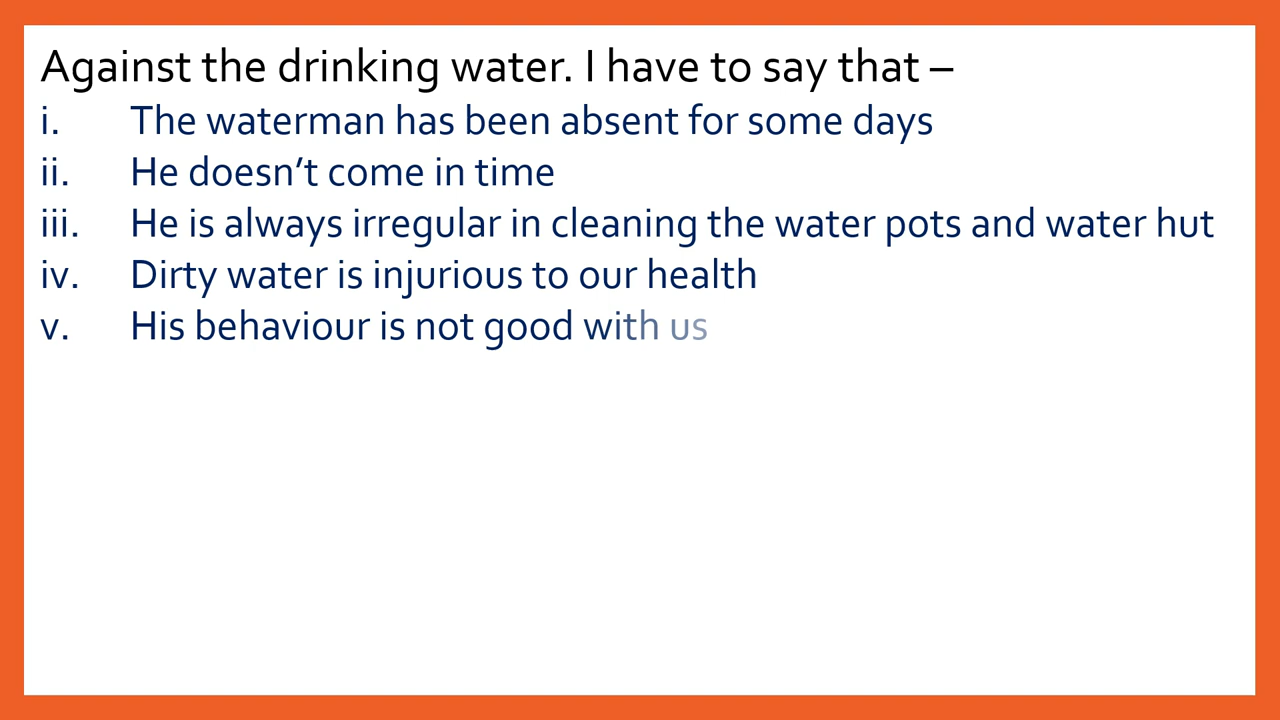 Against the drinking water. I have to say that –
i. The waterman has been absent for some days
ii. He doesn’t come in time
iii. He is always irregular in cleaning the water pots and water hut
iv. Dirty water is injurious to our health
v. His behaviour is not good with us